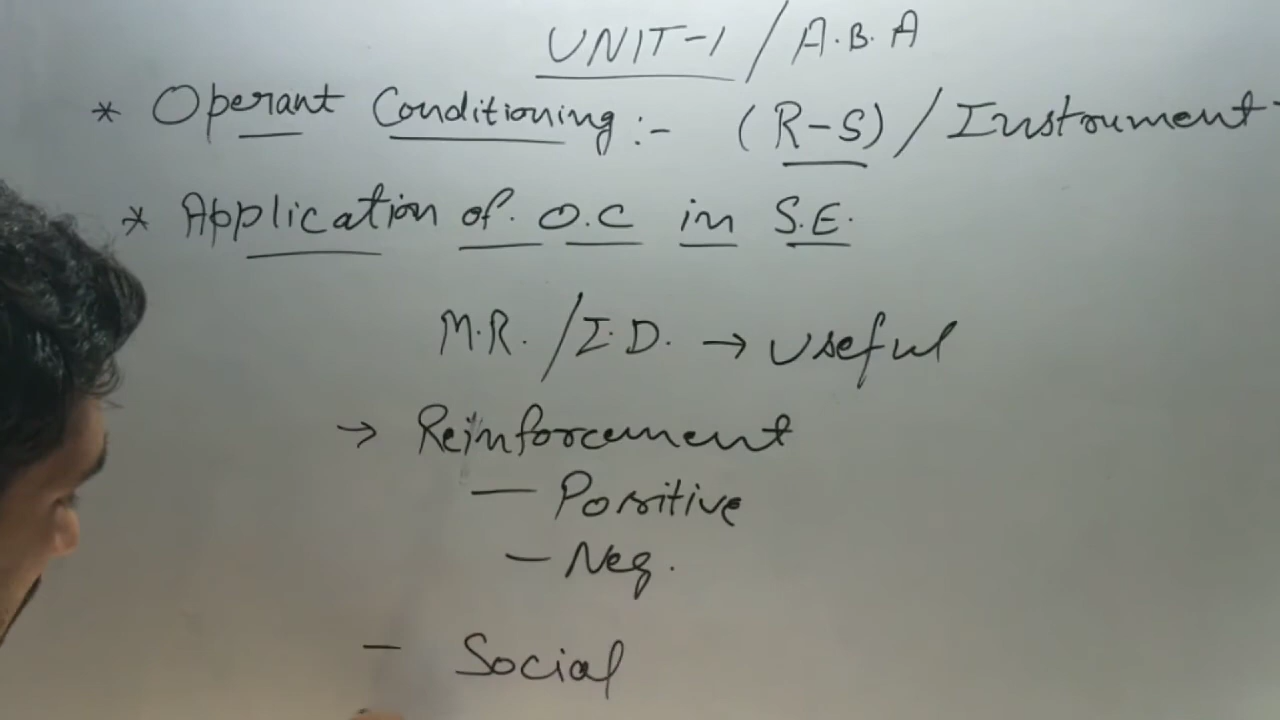 UNIT-1 / A.B.A
* Operant Conditioning :- (R-S) / Instrument
* Application of O.C in S.E.
M.R. / I.D. → Useful
→ Reinforcement
— Positive
— Neg.
— Social